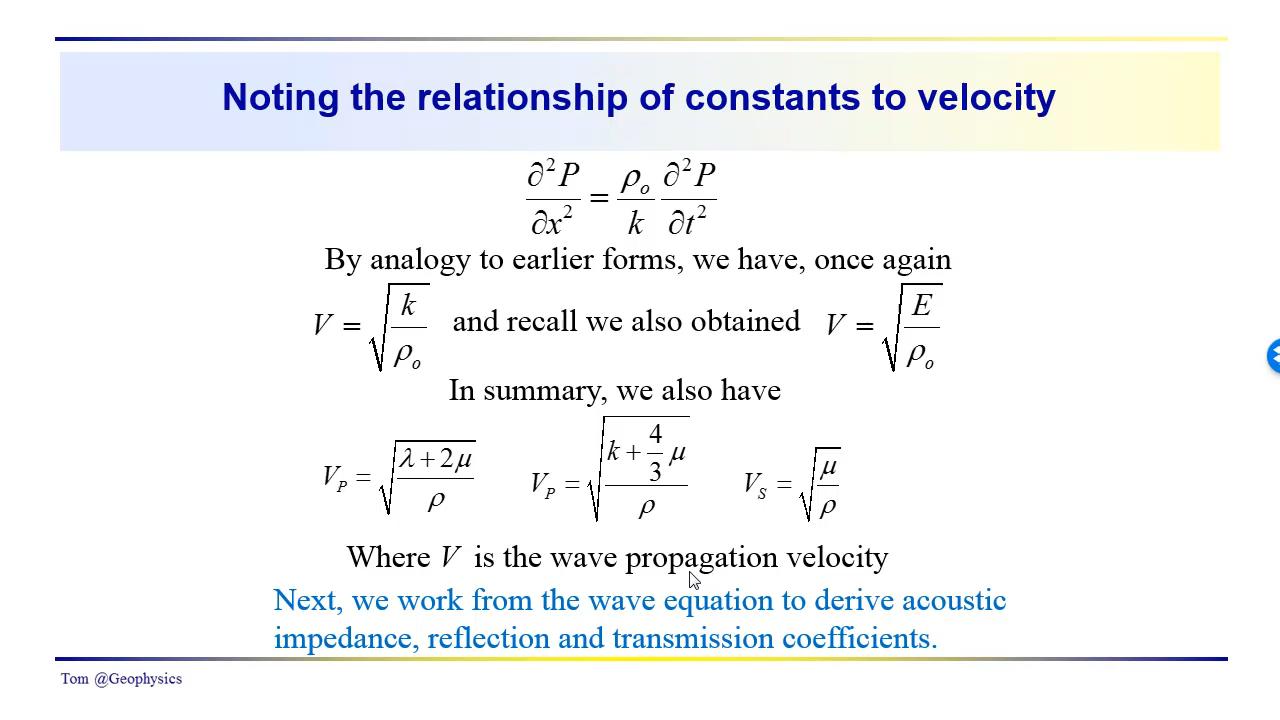 Noting the relationship of constants to velocity
∂²P/∂x² = ρₒ/k ∂²P/∂t²
By analogy to earlier forms, we have, once again
V = √(k/ρₒ) and recall we also obtained V = √(E/ρₒ)
In summary, we also have
V_P = √((λ + 2μ)/ρ) V_P = √((k + 4/3 μ)/ρ) V_S = √(μ/ρ)
Where V is the wave propagation velocity
Next, we work from the wave equation to derive acoustic
impedance, reflection and transmission coefficients.
Tom @Geophysics